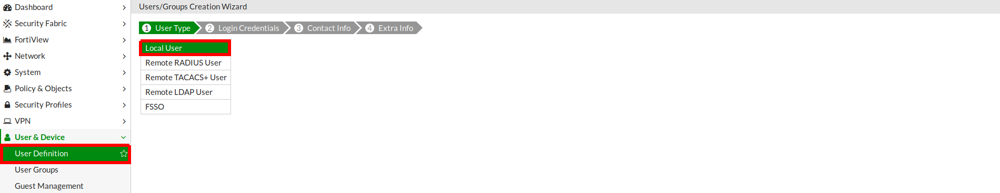 Dashboard
Security Fabric
FortiView
Network
System
Policy & Objects
Security Profiles
VPN
User & Device
User Definition
User Groups
Guest Management
Users/Groups Creation Wizard
1 User Type 2 Login Credentials 3 Contact Info 4 Extra Info
Local User
Remote RADIUS User
Remote TACACS+ User
Remote LDAP User
FSSO